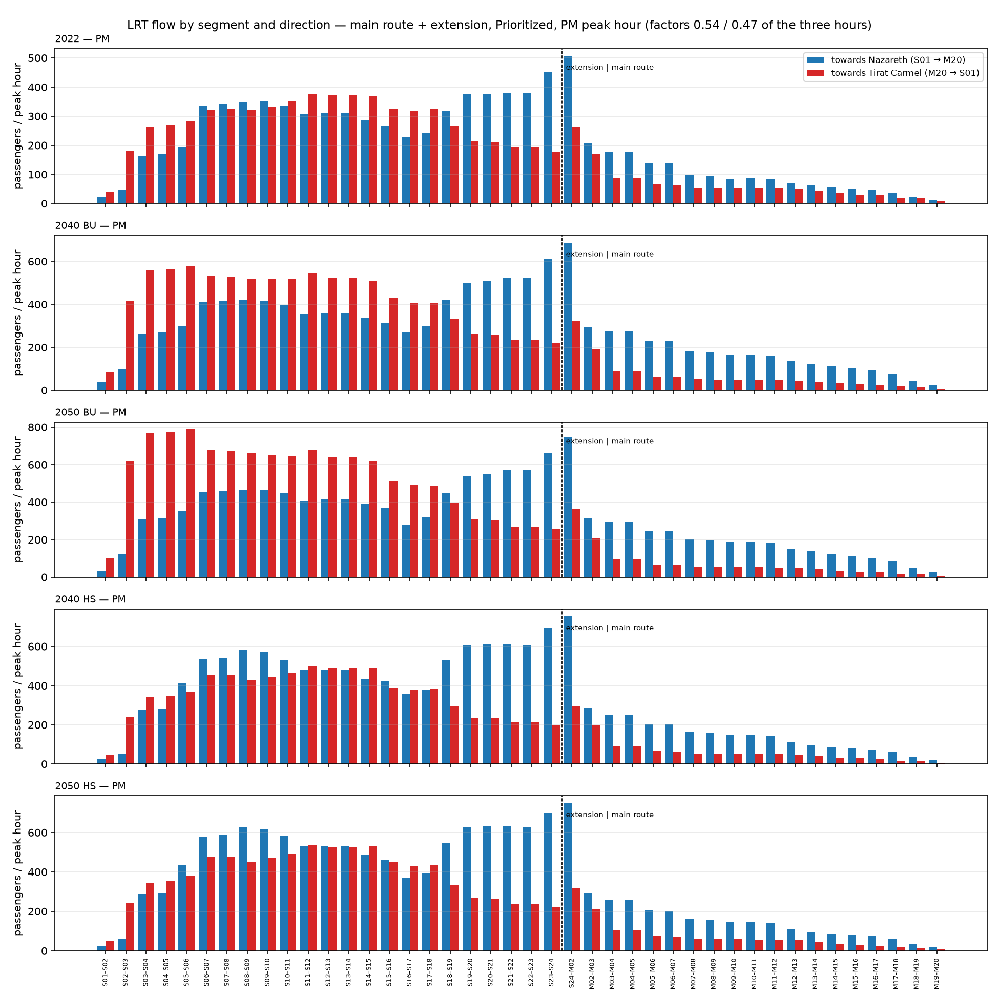 LRT flow by segment and direction — main route + extension, Prioritized, PM peak hour (factors 0.54 / 0.47 of the three hours)
2022 — PM
passengers / peak hour
500
400
300
200
100
0
extension | main route
towards Nazareth (S01 → M20)
towards Tirat Carmel (M20 → S01)
2040 BU — PM
passengers / peak hour
600
400
200
0
extension | main route
2050 BU — PM
passengers / peak hour
800
600
400
200
0
extension | main route
2040 HS — PM
passengers / peak hour
600
400
200
0
extension | main route
2050 HS — PM
passengers / peak hour
600
400
200
0
extension | main route
S01–S02
S02–S03
S03–S04
S04–S05
S05–S06
S06–S07
S07–S08
S08–S09
S09–S10
S10–S11
S11–S12
S12–S13
S13–S14
S14–S15
S15–S16
S16–S17
S17–S18
S18–S19
S19–S20
S20–S21
S21–S22
S22–S23
S23–S24
S24–M02
M02–M03
M03–M04
M04–M05
M05–M06
M06–M07
M07–M08
M08–M09
M09–M10
M10–M11
M11–M12
M12–M13
M13–M14
M14–M15
M15–M16
M16–M17
M17–M18
M18–M19
M19–M20